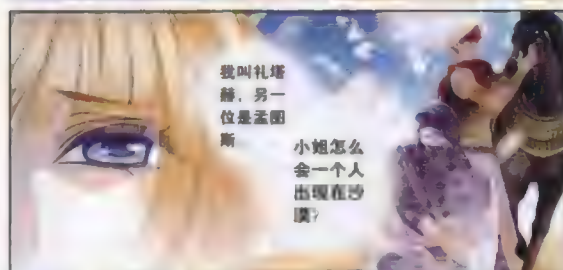 我叫礼塔
赫，另一
位是孟图
斯
小姐怎么
会一个人
出现在沙
漠？